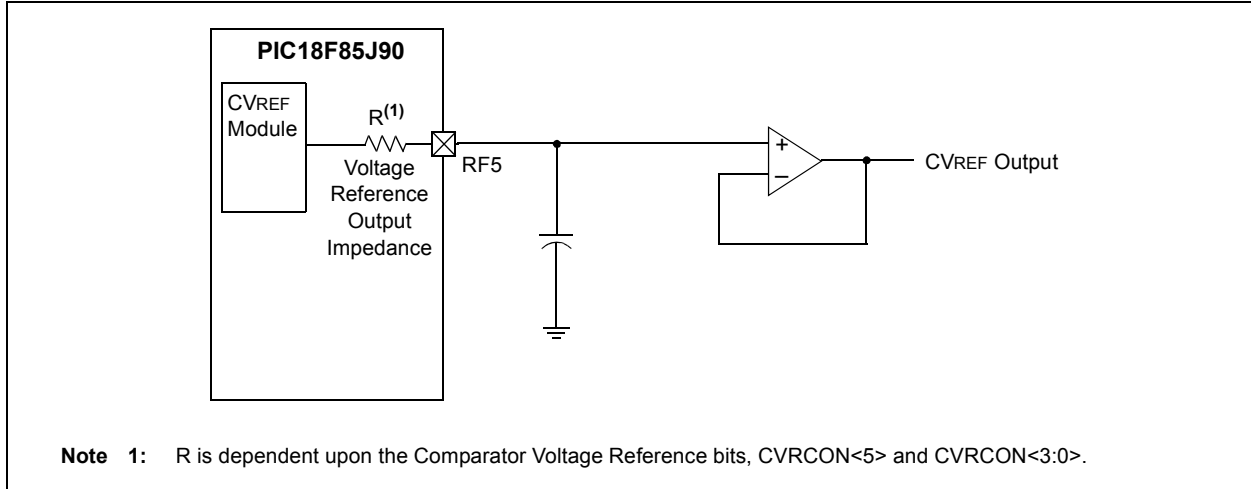 PIC18F85J90
CVREF
Module
R(1)
Voltage
Reference
Output
Impedance
RF5
+
–
CVREF Output
Note 1: R is dependent upon the Comparator Voltage Reference bits, CVRCON<5> and CVRCON<3:0>.